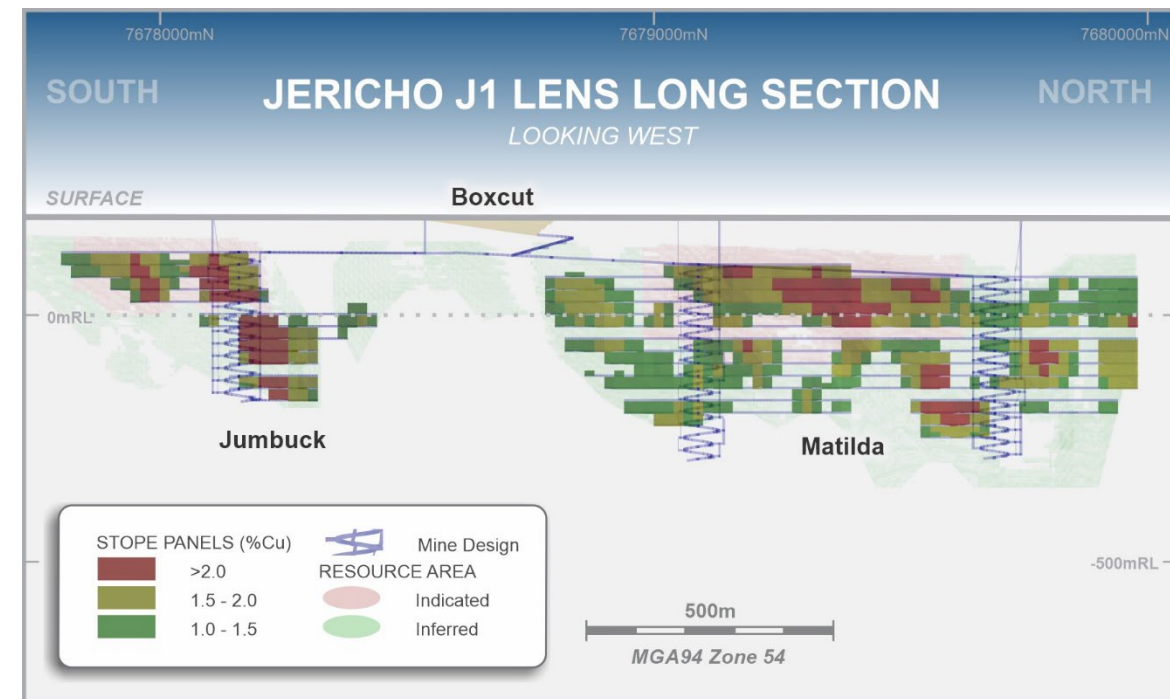 7678000mN 7679000mN 7680000mN
SOUTH JERICHO J1 LENS LONG SECTION NORTH
LOOKING WEST
SURFACE Boxcut
0mRL
Jumbuck Matilda
STOPE PANELS (%Cu) Mine Design
>2.0 RESOURCE AREA
1.5 - 2.0 Indicated
1.0 - 1.5 Inferred
-500mRL
500m
MGA94 Zone 54